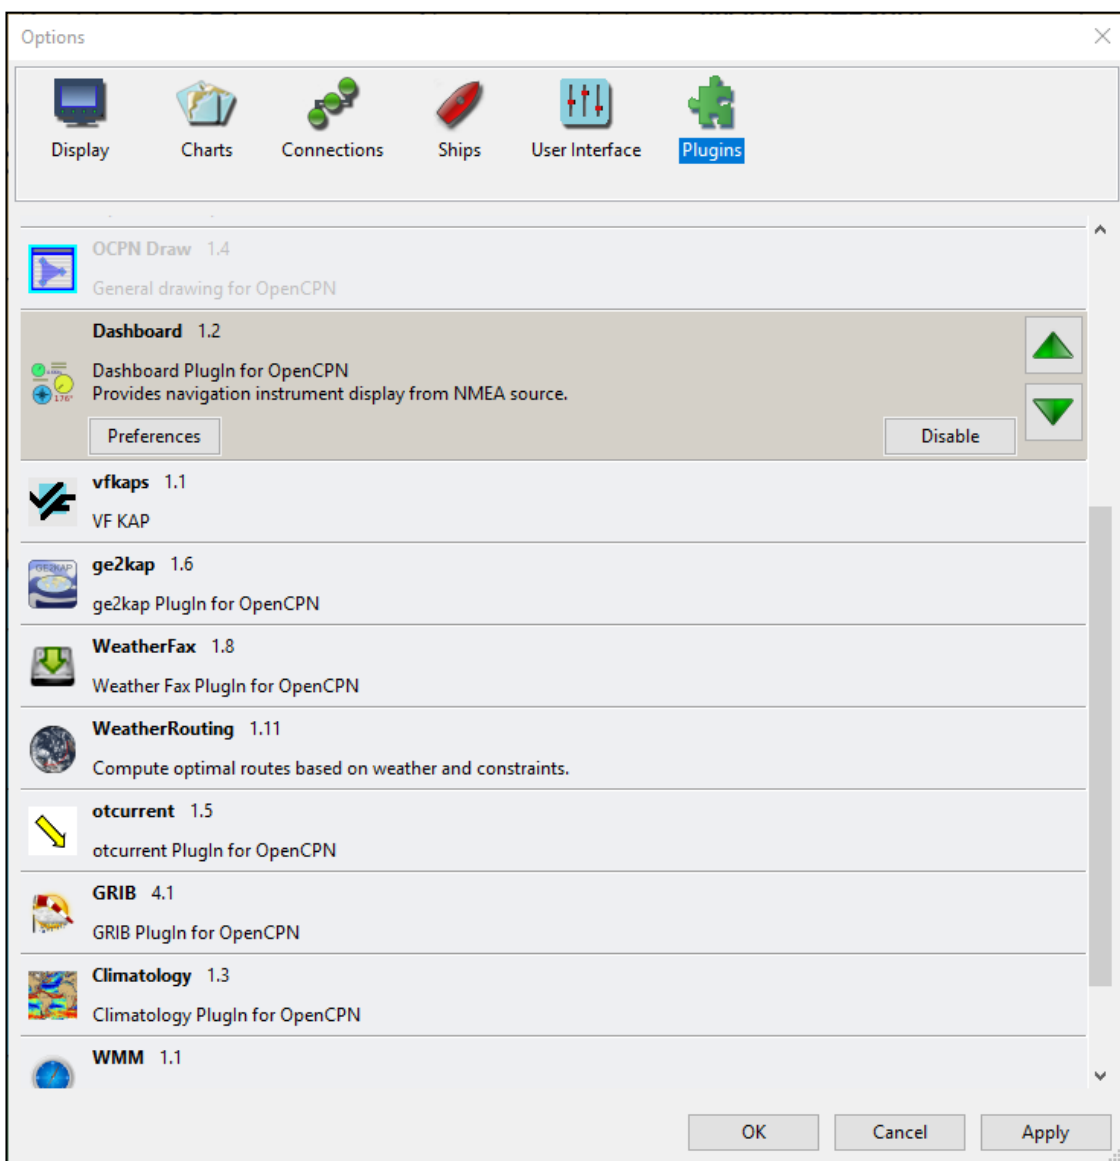 Options
Display Charts Connections Ships User Interface Plugins
OCPN Draw 1.4
General drawing for OpenCPN
Dashboard 1.2
Dashboard PlugIn for OpenCPN
Provides navigation instrument display from NMEA source.
Preferences Disable
vfkaps 1.1
VF KAP
GE2KAP
ge2kap 1.6
ge2kap PlugIn for OpenCPN
WeatherFax 1.8
Weather Fax PlugIn for OpenCPN
WeatherRouting 1.11
Compute optimal routes based on weather and constraints.
otcurrent 1.5
otcurrent PlugIn for OpenCPN
GRIB 4.1
GRIB PlugIn for OpenCPN
Climatology 1.3
Climatology PlugIn for OpenCPN
WMM 1.1
OK Cancel Apply